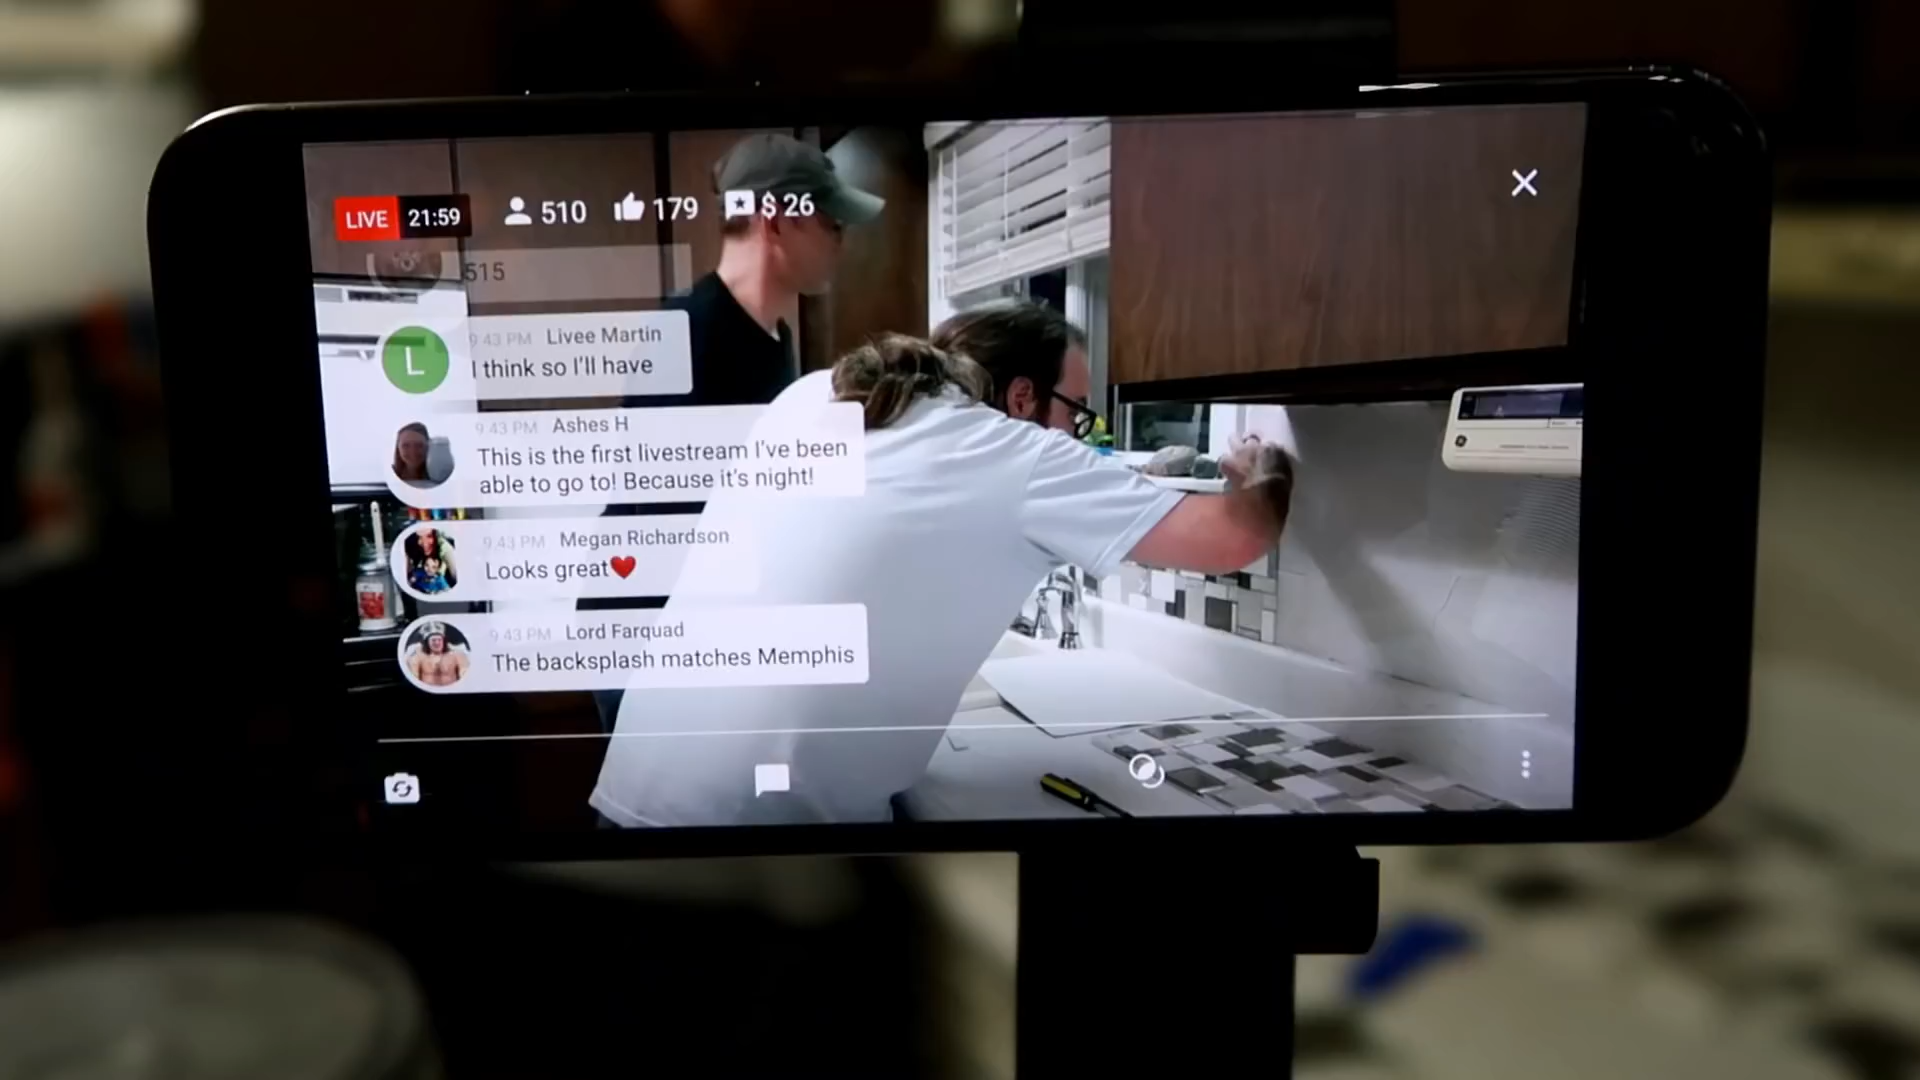 LIVE 21:59 510 179 $ 26
515
9:43 PM Livee Martin
I think so I'll have
9:43 PM Ashes H
This is the first livestream I've been
able to go to! Because it's night!
9:43 PM Megan Richardson
Looks great❤️
9:43 PM Lord Farquad
The backsplash matches Memphis
L